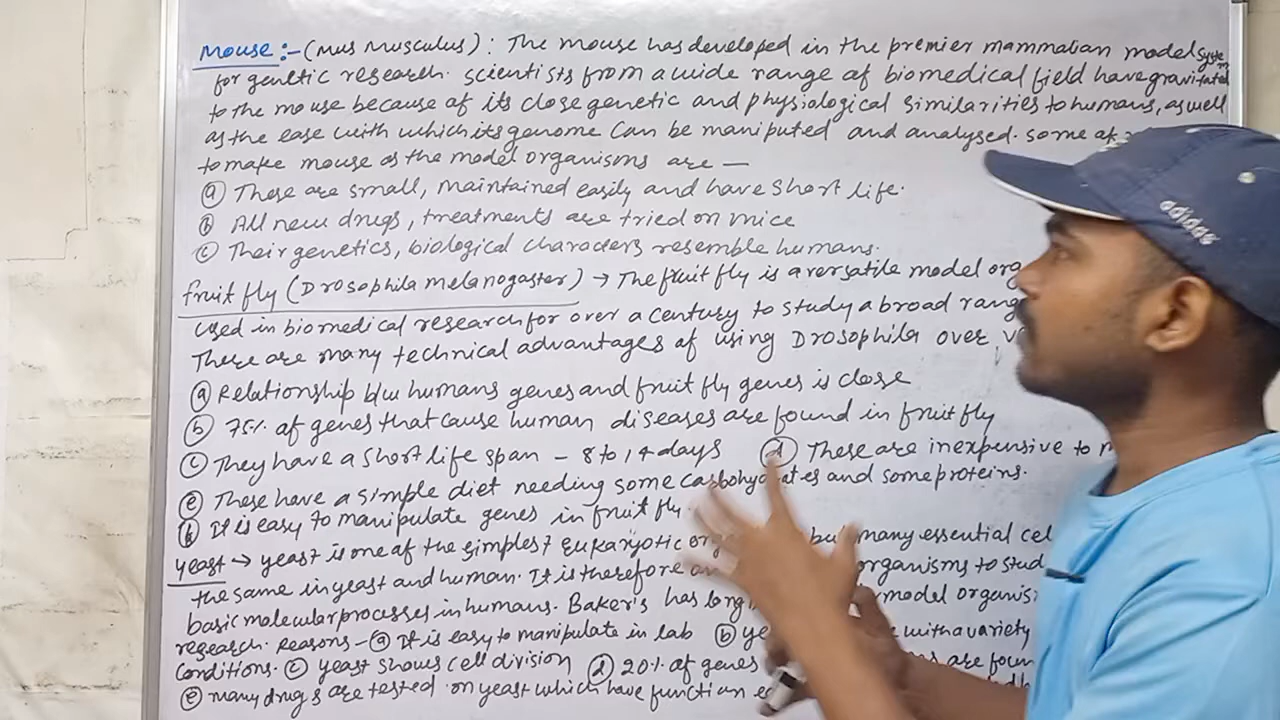 Mouse :- (Mus Musculus) : The mouse has developed in the premier mammalian model system
for genetic research. scientists from a wide range of biomedical field have gravitated
to the mouse because of its close genetic and physiological similarities to humans, as well
as the ease with which its genome can be maniputed and analysed. some of
to make mouse as the model organisms are —
(a) These are small, maintained easily and have short life.
(b) All new drugs, treatments are tried on mice
(c) Their genetics, biological characters resemble humans.
fruit fly (Drosophila melanogaster) → The fruit fly is a versatile model org
used in biomedical research for over a century to study a broad rang
There are many technical advantages of using Drosophila over
(a) Relationship b/w humans genes and fruit fly genes is close
(b) 75% of genes that cause human diseases are found in fruit fly
(c) They have a short life span - 8 to 14 days (d) These are inexpensive to
(e) These have a simple diet needing some carbohydrates and some proteins.
It is easy to manipulate genes in fruit fly.
yeast → yeast is one of the simplest Eukaryotic but many essential cel
the same in yeast and human. It is therefore organisms to stud
basic molecular processes in humans. Baker's has long model organis
research. Reasons - (a) It is easy to manipulate in lab (b) ye with a variety
conditions. (c) yeast shows cell division (d) 20% of genes are foun
(e) many drugs are tested on yeast which have function
adidas